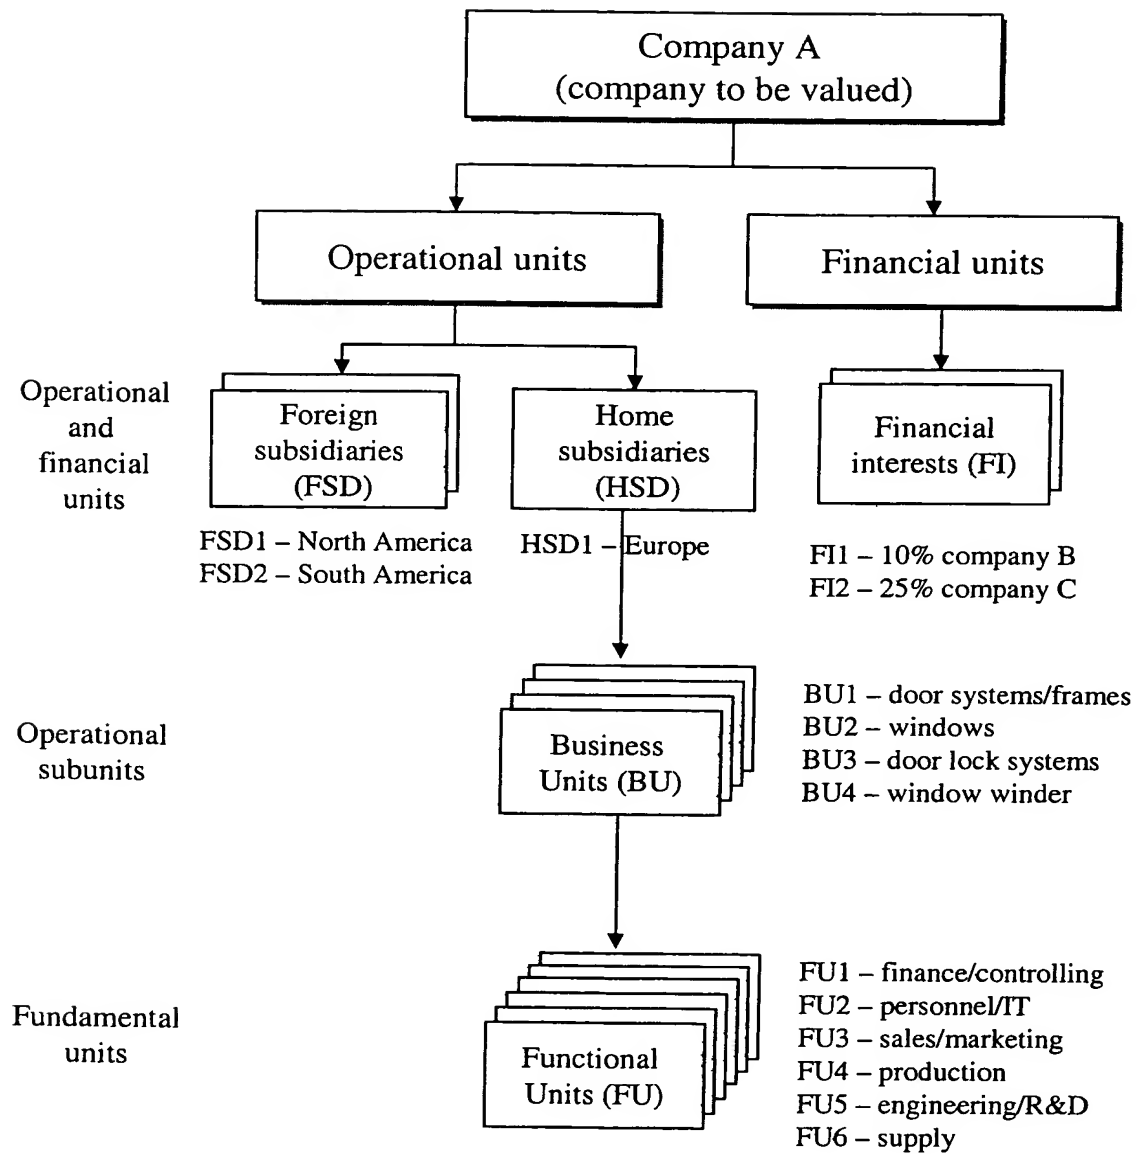 Company A
(company to be valued)
Operational units
Financial units
Operational
and
financial
units
Foreign
subsidiaries
(FSD)
Home
subsidiaries
(HSD)
Financial
interests (FI)
FSD1 – North America
FSD2 – South America
HSD1 – Europe
FI1 – 10% company B
FI2 – 25% company C
Operational
subunits
Business
Units (BU)
BU1 – door systems/frames
BU2 – windows
BU3 – door lock systems
BU4 – window winder
Fundamental
units
Functional
Units (FU)
FU1 – finance/controlling
FU2 – personnel/IT
FU3 – sales/marketing
FU4 – production
FU5 – engineering/R&D
FU6 – supply